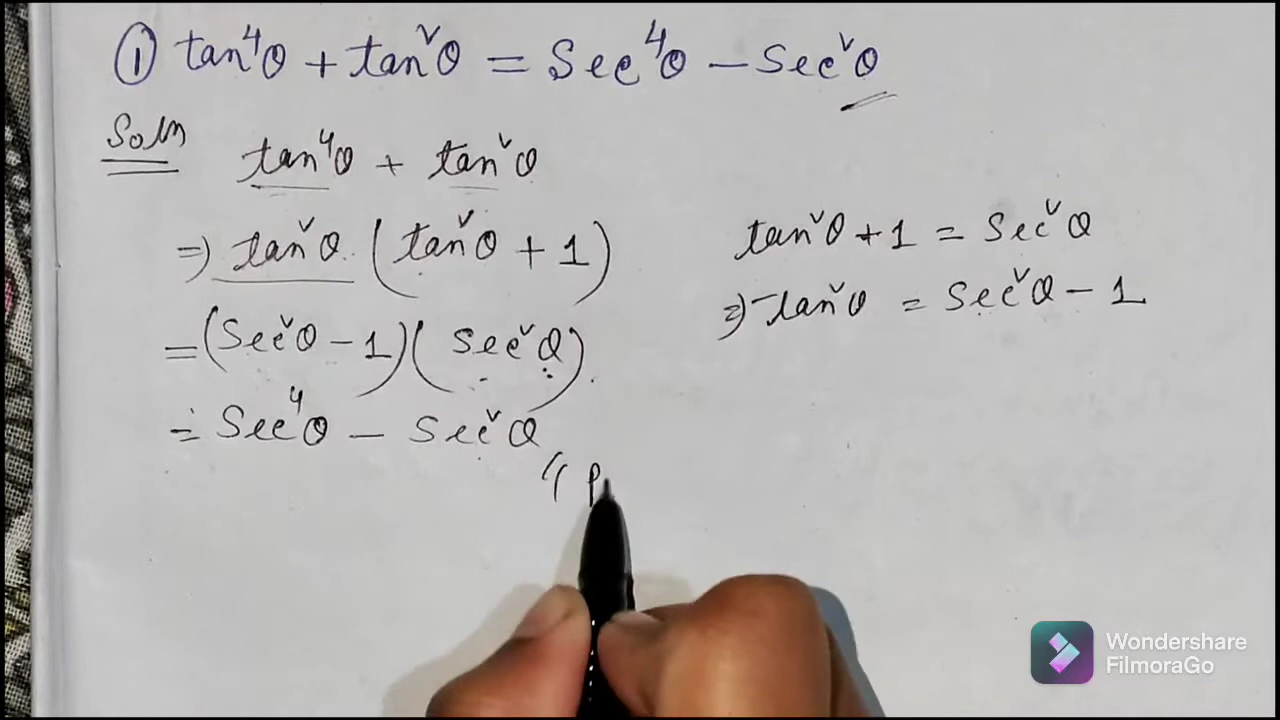 ① tan⁴θ + tan²θ = Sec⁴θ − Sec²θ
Soln
tan⁴θ + tan²θ
=) tan²θ (tan²θ + 1)
= (Sec²θ − 1)(Sec²θ)
= Sec⁴θ − Sec²θ
(P
tan²θ + 1 = Sec²θ
=) tan²θ = Sec²θ − 1
Wondershare
FilmoraGo